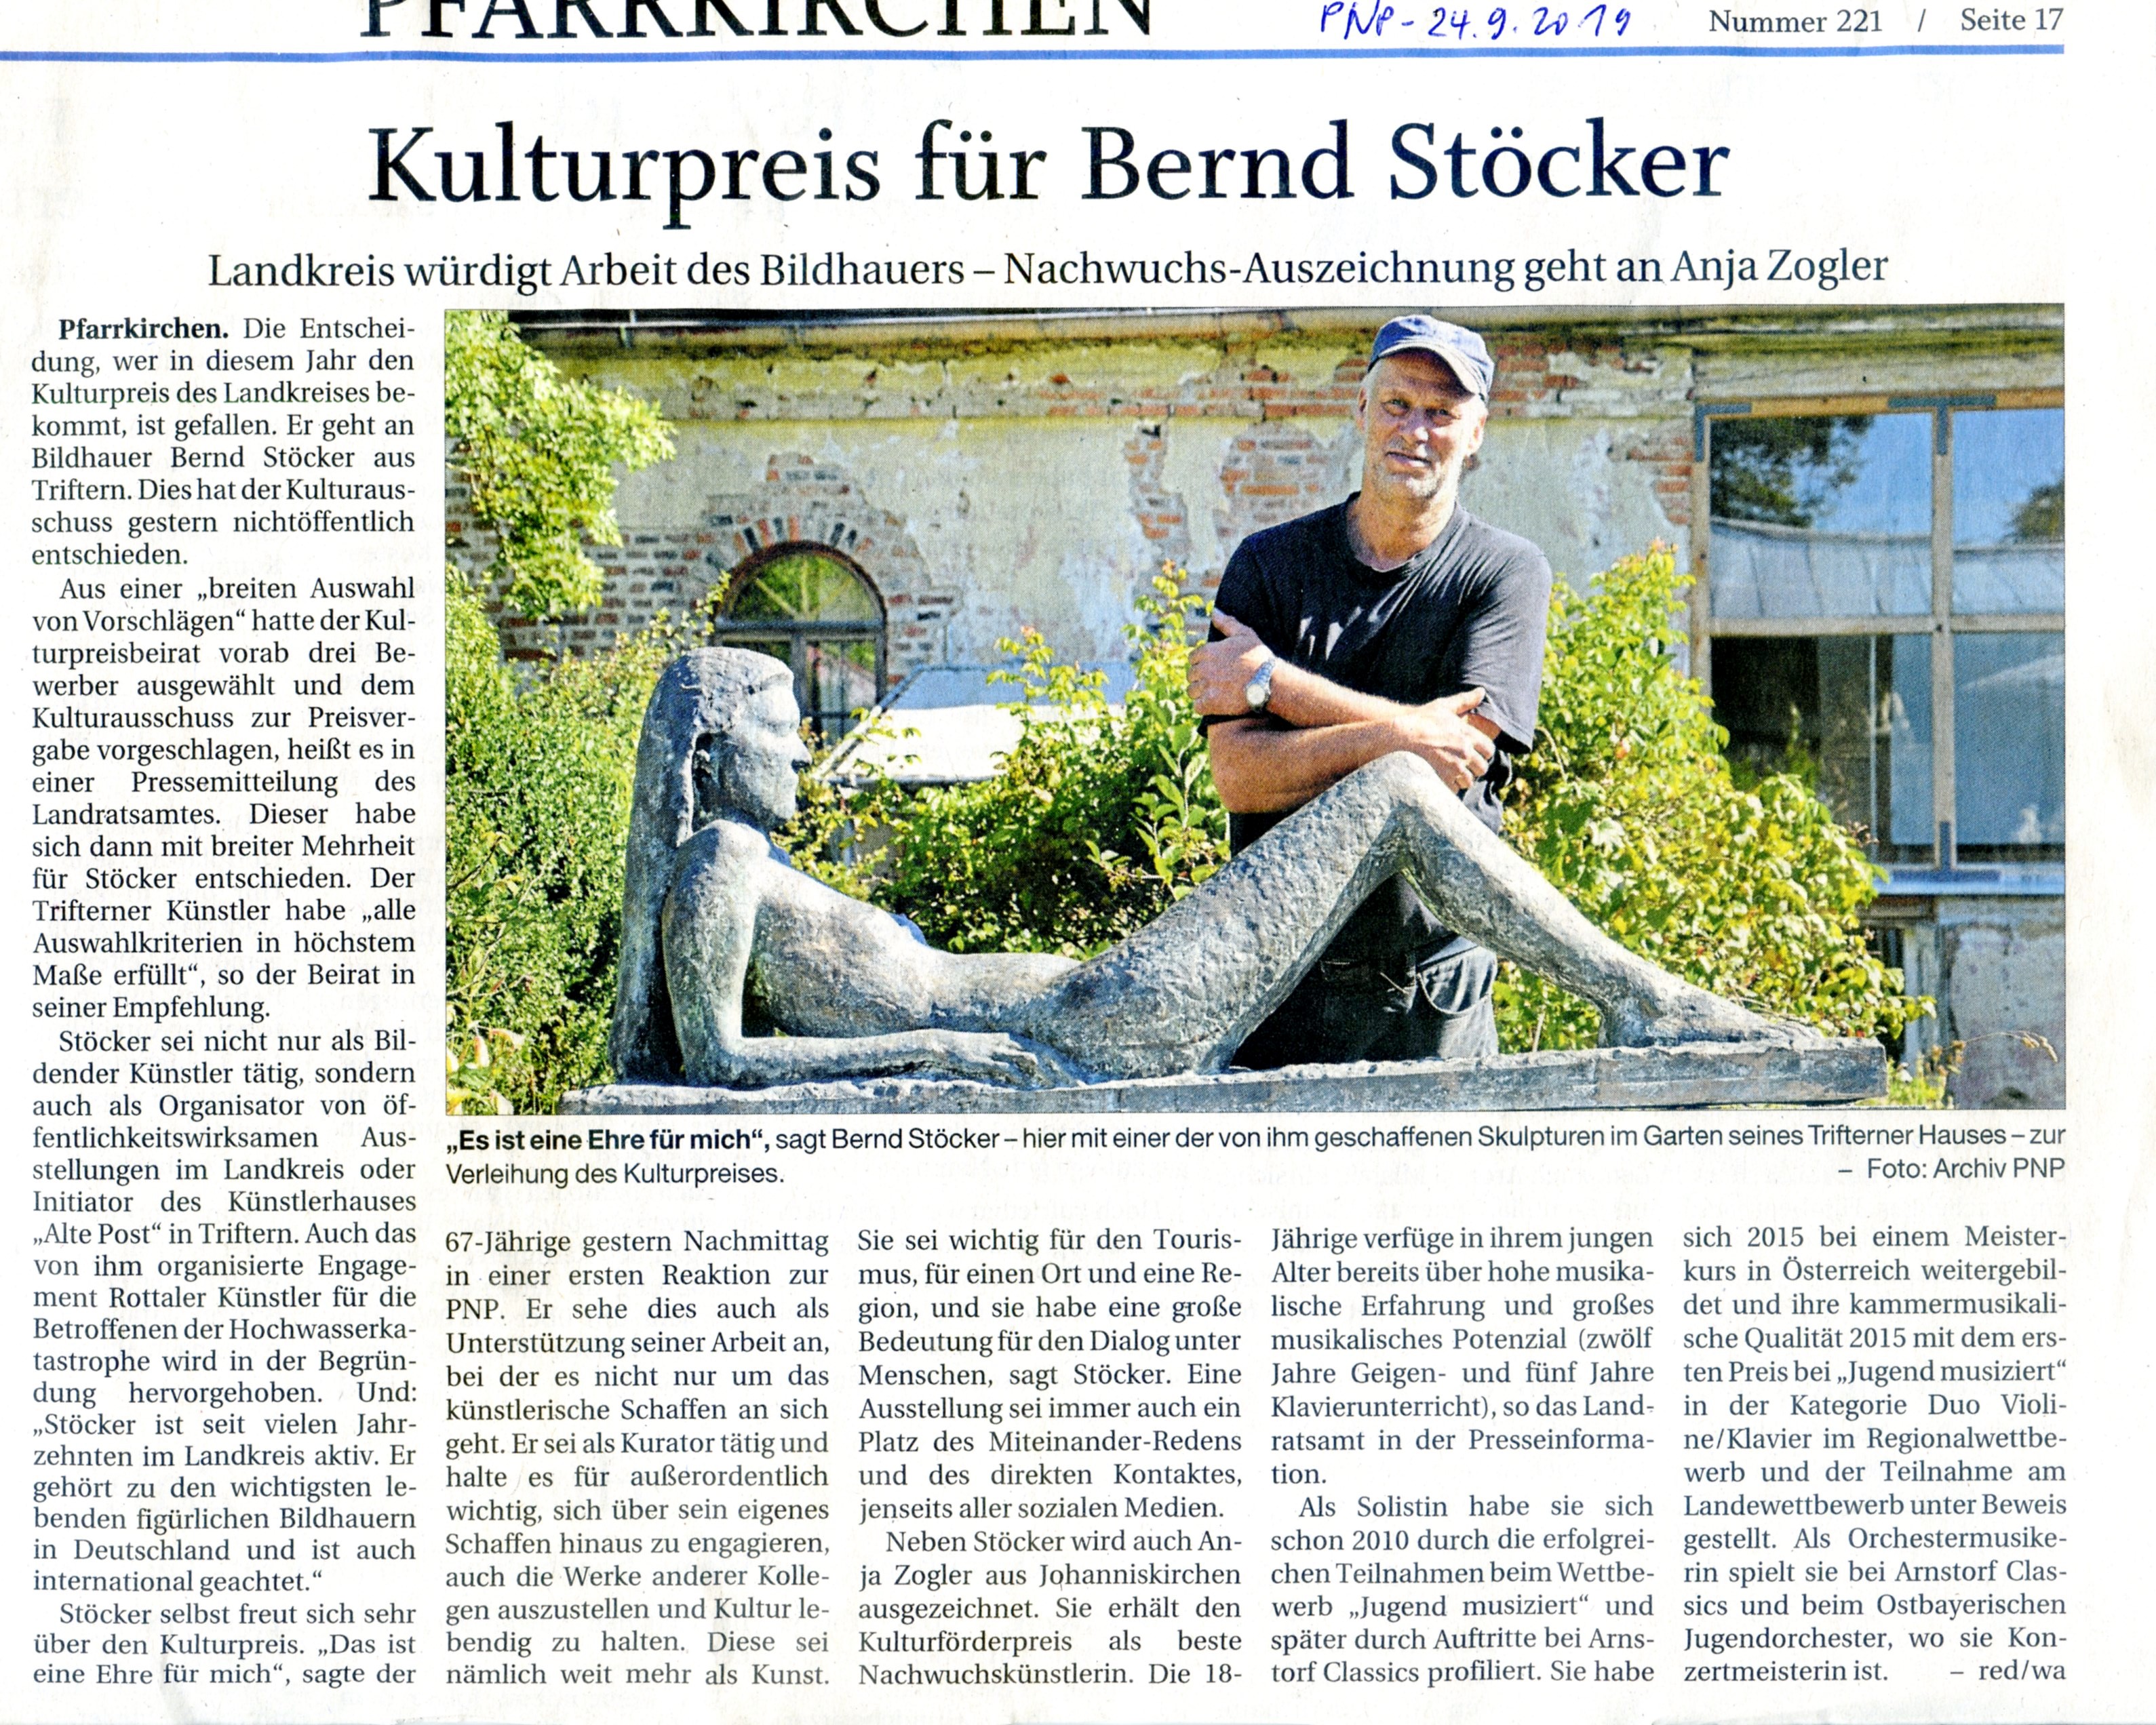 PFARRKIRCHEN
PNP - 24.9.2019
Nummer 221 / Seite 17
Kulturpreis für Bernd Stöcker
Landkreis würdigt Arbeit des Bildhauers – Nachwuchs-Auszeichnung geht an Anja Zogler
Pfarrkirchen. Die Entschei-
dung, wer in diesem Jahr den
Kulturpreis des Landkreises be-
kommt, ist gefallen. Er geht an
Bildhauer Bernd Stöcker aus
Triftern. Dies hat der Kulturaus-
schuss gestern nichtöffentlich
entschieden.
Aus einer „breiten Auswahl
von Vorschlägen“ hatte der Kul-
turpreisbeirat vorab drei Be-
werber ausgewählt und dem
Kulturausschuss zur Preisver-
gabe vorgeschlagen, heißt es in
einer Pressemitteilung des
Landratsamtes. Dieser habe
sich dann mit breiter Mehrheit
für Stöcker entschieden. Der
Trifterner Künstler habe „alle
Auswahlkriterien in höchstem
Maße erfüllt“, so der Beirat in
seiner Empfehlung.
Stöcker sei nicht nur als Bil-
dender Künstler tätig, sondern
auch als Organisator von öf-
fentlichkeitswirksamen Aus-
stellungen im Landkreis oder
Initiator des Künstlerhauses
„Alte Post“ in Triftern. Auch das
von ihm organisierte Engage-
ment Rottaler Künstler für die
Betroffenen der Hochwasserka-
tastrophe wird in der Begrün-
dung hervorgehoben. Und:
„Stöcker ist seit vielen Jahr-
zehnten im Landkreis aktiv. Er
gehört zu den wichtigsten le-
benden figürlichen Bildhauern
in Deutschland und ist auch
international geachtet.“
Stöcker selbst freut sich sehr
über den Kulturpreis. „Das ist
eine Ehre für mich“, sagte der
„Es ist eine Ehre für mich“, sagt Bernd Stöcker – hier mit einer der von ihm geschaffenen Skulpturen im Garten seines Trifterner Hauses – zur
Verleihung des Kulturpreises. – Foto: Archiv PNP
67-Jährige gestern Nachmittag
in einer ersten Reaktion zur
PNP. Er sehe dies auch als
Unterstützung seiner Arbeit an,
bei der es nicht nur um das
künstlerische Schaffen an sich
geht. Er sei als Kurator tätig und
halte es für außerordentlich
wichtig, sich über sein eigenes
Schaffen hinaus zu engagieren,
auch die Werke anderer Kolle-
gen auszustellen und Kultur le-
bendig zu halten. Diese sei
nämlich weit mehr als Kunst.
Sie sei wichtig für den Touris-
mus, für einen Ort und eine Re-
gion, und sie habe eine große
Bedeutung für den Dialog unter
Menschen, sagt Stöcker. Eine
Ausstellung sei immer auch ein
Platz des Miteinander-Redens
und des direkten Kontaktes,
jenseits aller sozialen Medien.
Neben Stöcker wird auch An-
ja Zogler aus Johanniskirchen
ausgezeichnet. Sie erhält den
Kulturförderpreis als beste
Nachwuchskünstlerin. Die 18-
Jährige verfüge in ihrem jungen
Alter bereits über hohe musika-
lische Erfahrung und großes
musikalisches Potenzial (zwölf
Jahre Geigen- und fünf Jahre
Klavierunterricht), so das Land-
ratsamt in der Presseinforma-
tion.
Als Solistin habe sie sich
schon 2010 durch die erfolgrei-
chen Teilnahmen beim Wettbe-
werb „Jugend musiziert“ und
später durch Auftritte bei Arns-
torf Classics profiliert. Sie habe
sich 2015 bei einem Meister-
kurs in Österreich weitergebil-
det und ihre kammermusikali-
sche Qualität 2015 mit dem ers-
ten Preis bei „Jugend musiziert“
in der Kategorie Duo Violi-
ne/Klavier im Regionalwettbe-
werb und der Teilnahme am
Landewettbewerb unter Beweis
gestellt. Als Orchestermusike-
rin spielt sie bei Arnstorf Clas-
sics und beim Ostbayerischen
Jugendorchester, wo sie Kon-
zertmeisterin ist. – red/wa